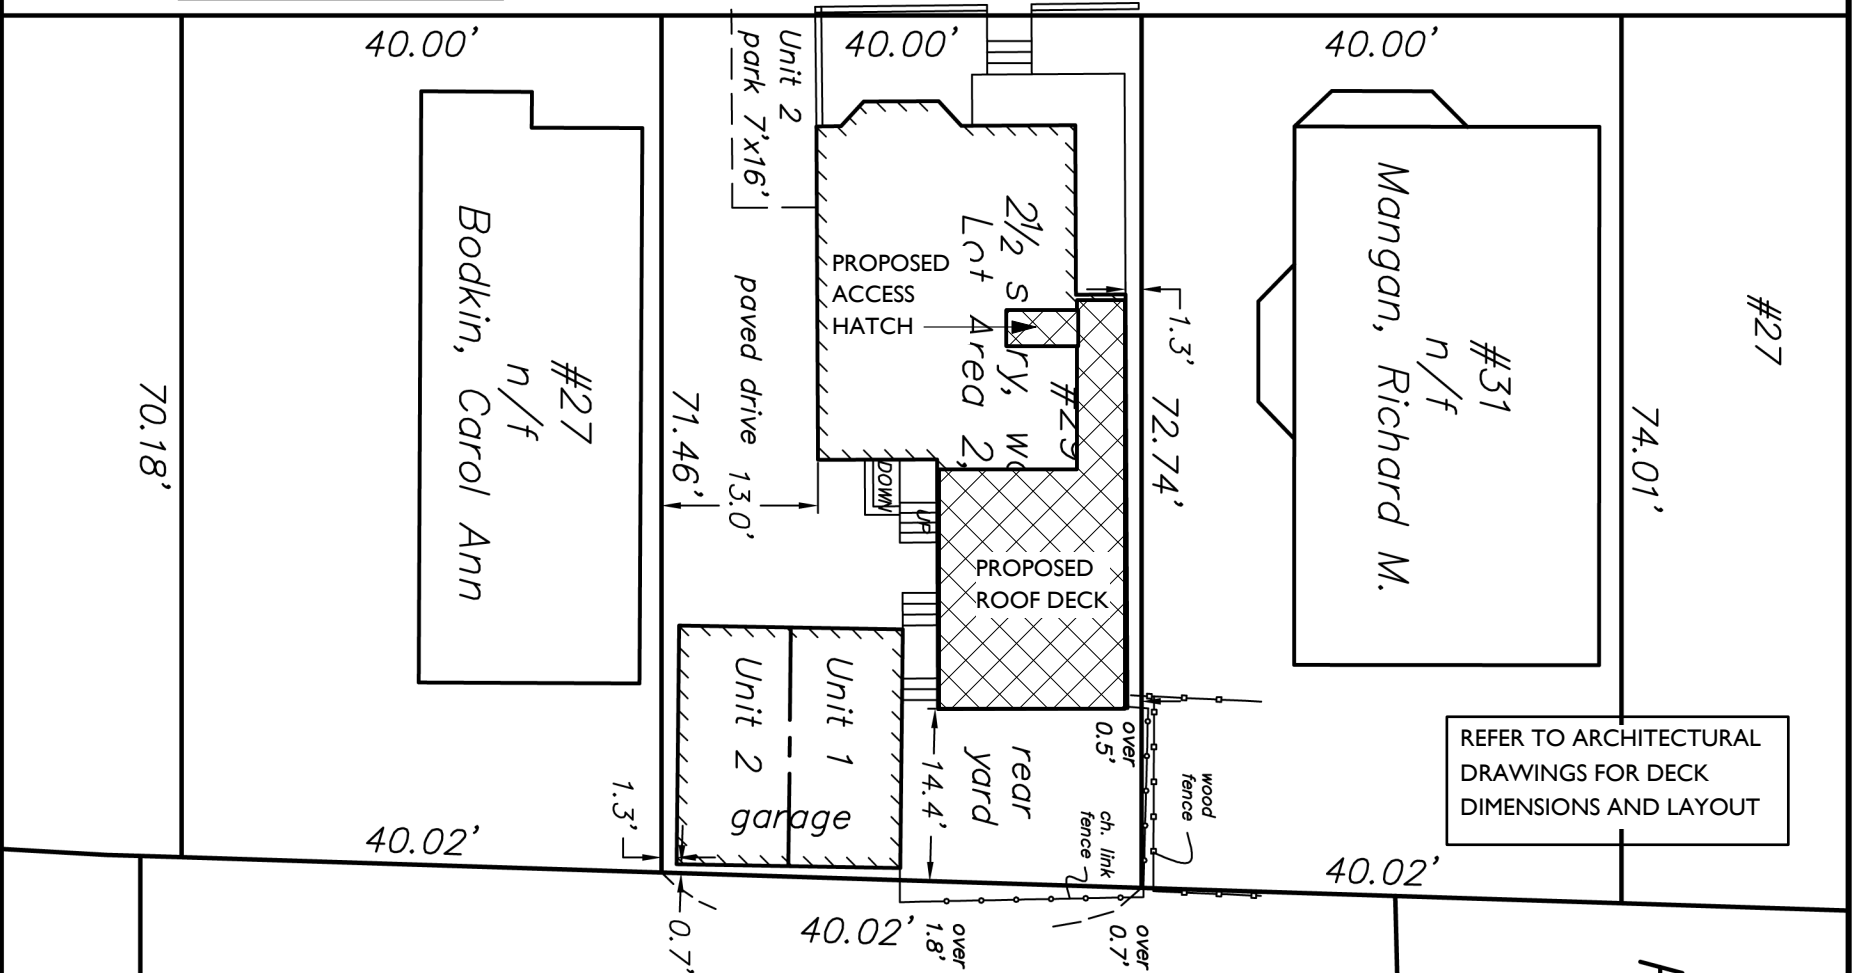 40.00'
40.00'
40.00'
Unit 2
park 7'x16'
paved drive 13.0'
70.18'
71.46'
72.74'
74.01'
Bodkin, Carol Ann
n/f
#27
PROPOSED
ACCESS
HATCH
2½ s ry, wo
Lot Area 2,
#29
1.3'
DOWN
UP
PROPOSED
ROOF DECK
Mangan, Richard M.
n/f
#31
#27
Unit 1
Unit 2
garage
rear
yard
14.4'
over
0.5'
wood
fence
ch. link
fence
REFER TO ARCHITECTURAL
DRAWINGS FOR DECK
DIMENSIONS AND LAYOUT
1.3'
40.02'
40.02'
40.02'
0.7'
over
1.8'
over
0.7'